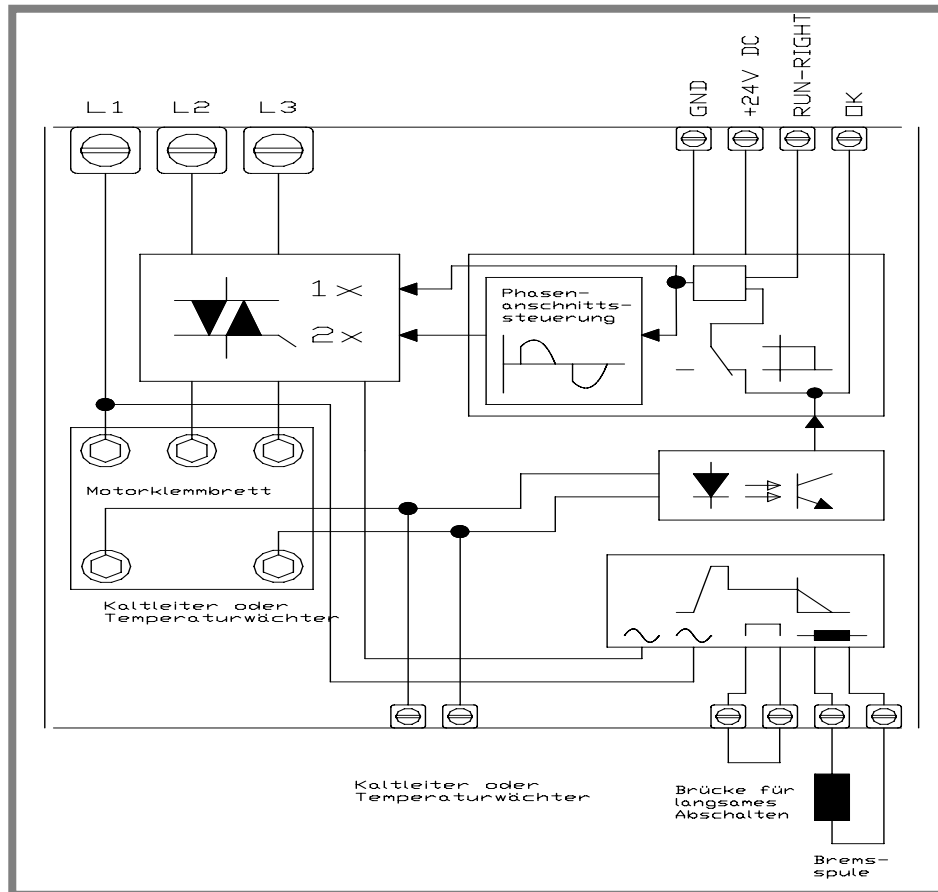 L1 L2 L3
GND
+24V DC
RUN-RIGHT
OK
1x
2x
Phasen-
anschnitts-
steuerung
Motorklemmbrett
Kaltleiter oder
Temperaturwächter
Kaltleiter oder
Temperaturwächter
Brücke für
langsames
Abschalten
Brems-
spule